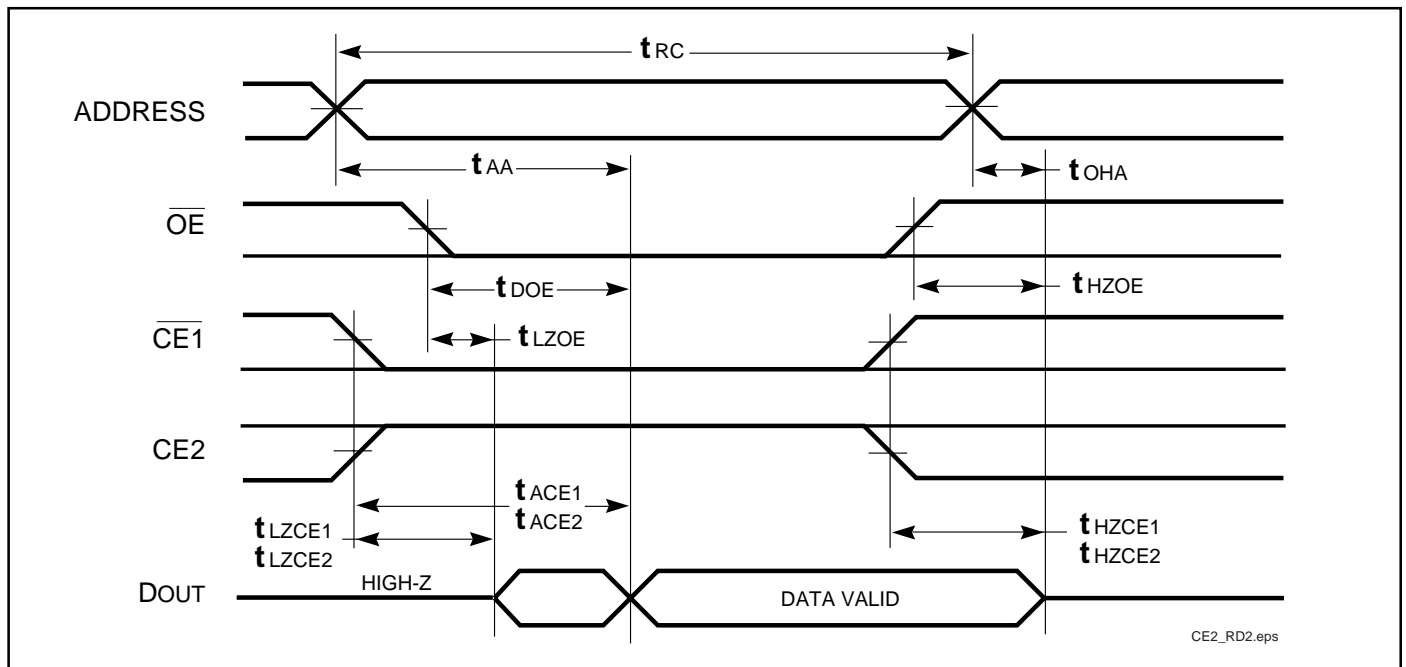 tRC
ADDRESS
tAA
tOHA
OE
tDOE
tHZOE
CE1
tLZOE
CE2
tACE1
tACE2
tLZCE1
tLZCE2
tHZCE1
tHZCE2
HIGH-Z
DOUT
DATA VALID
CE2_RD2.eps